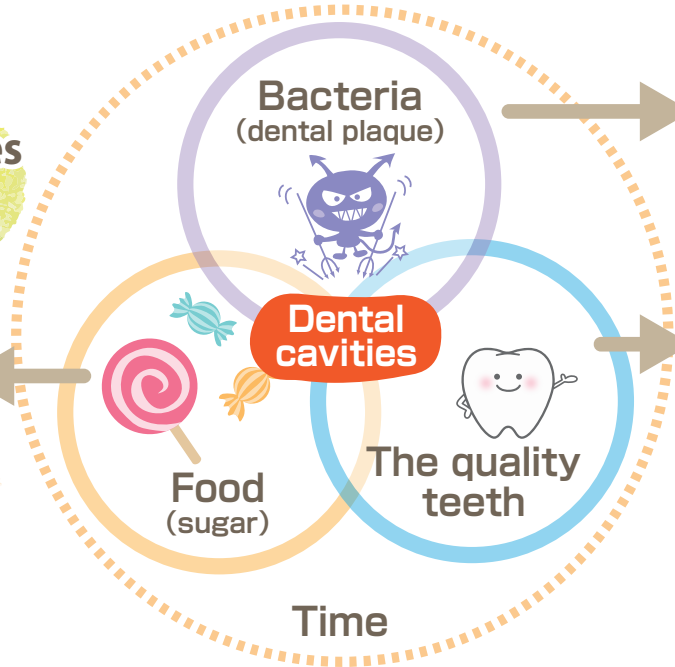 Bacteria
(dental plaque)
Dental
cavities
Food
(sugar)
The quality
teeth
Time